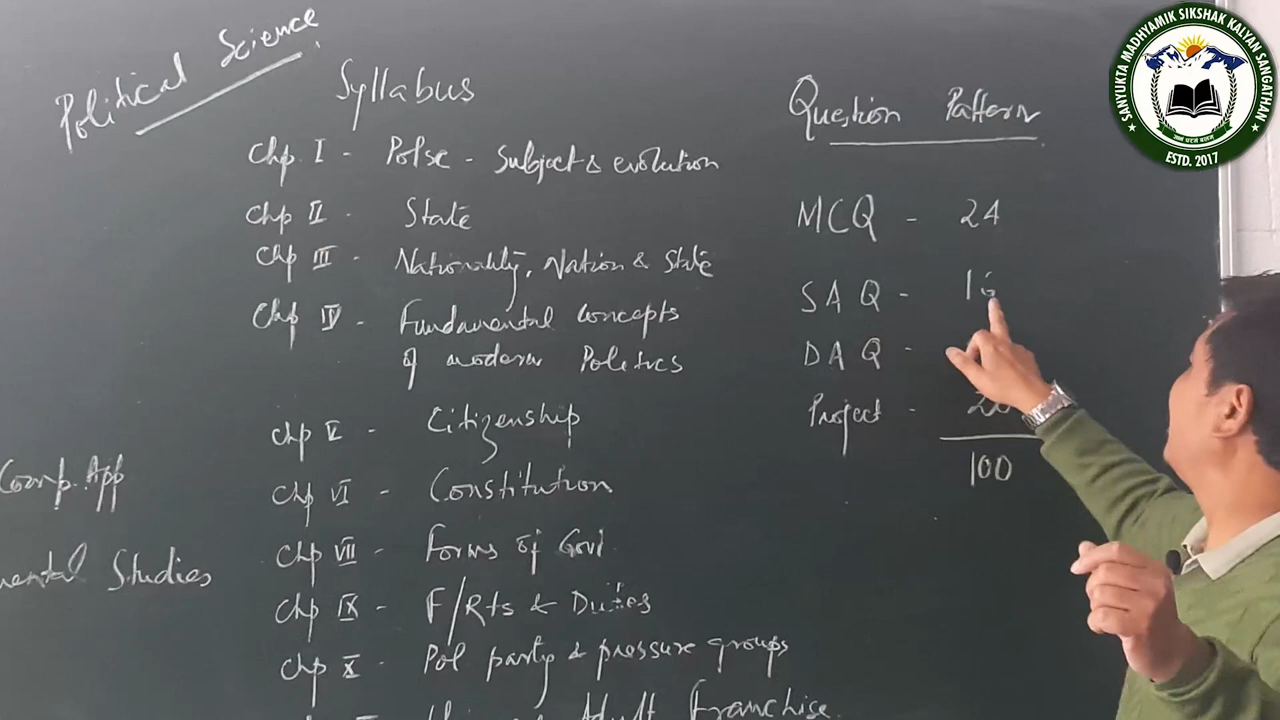 Political Science
Syllabus
Chp I - Polsc - Subject & evolution
Chp II - State
Chp III - Nationality, Nation & State
Chp IV - Fundamental concepts
of modern Politics
Chp V - Citizenship
Chp VI - Constitution
Chp VII - Forms of Govt
Chp IX - F/Rts & Duties
Chp X - Pol party & pressure groups
Adult Franchise
Comp. App
mental Studies
Question Pattern
MCQ - 24
SAQ - 16
DAQ -
Project - 20
100
SANYUKTA MADHYAMIK SIKSHAK KALYAN SANGATHAN
ESTD. 2017